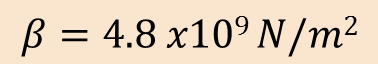 β = 4.8 x10⁹ N/m²